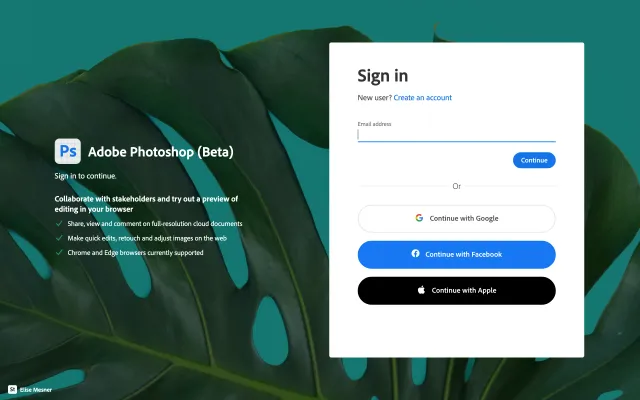 Ps Adobe Photoshop (Beta)
Sign in to continue.
Collaborate with stakeholders and try out a preview of
editing in your browser
Share, view and comment on full-resolution cloud documents
Make quick edits, retouch and adjust images on the web
Chrome and Edge browsers currently supported
St Elise Mesner
Sign in
New user? Create an account
Email address
Continue
Or
Continue with Google
Continue with Facebook
Continue with Apple